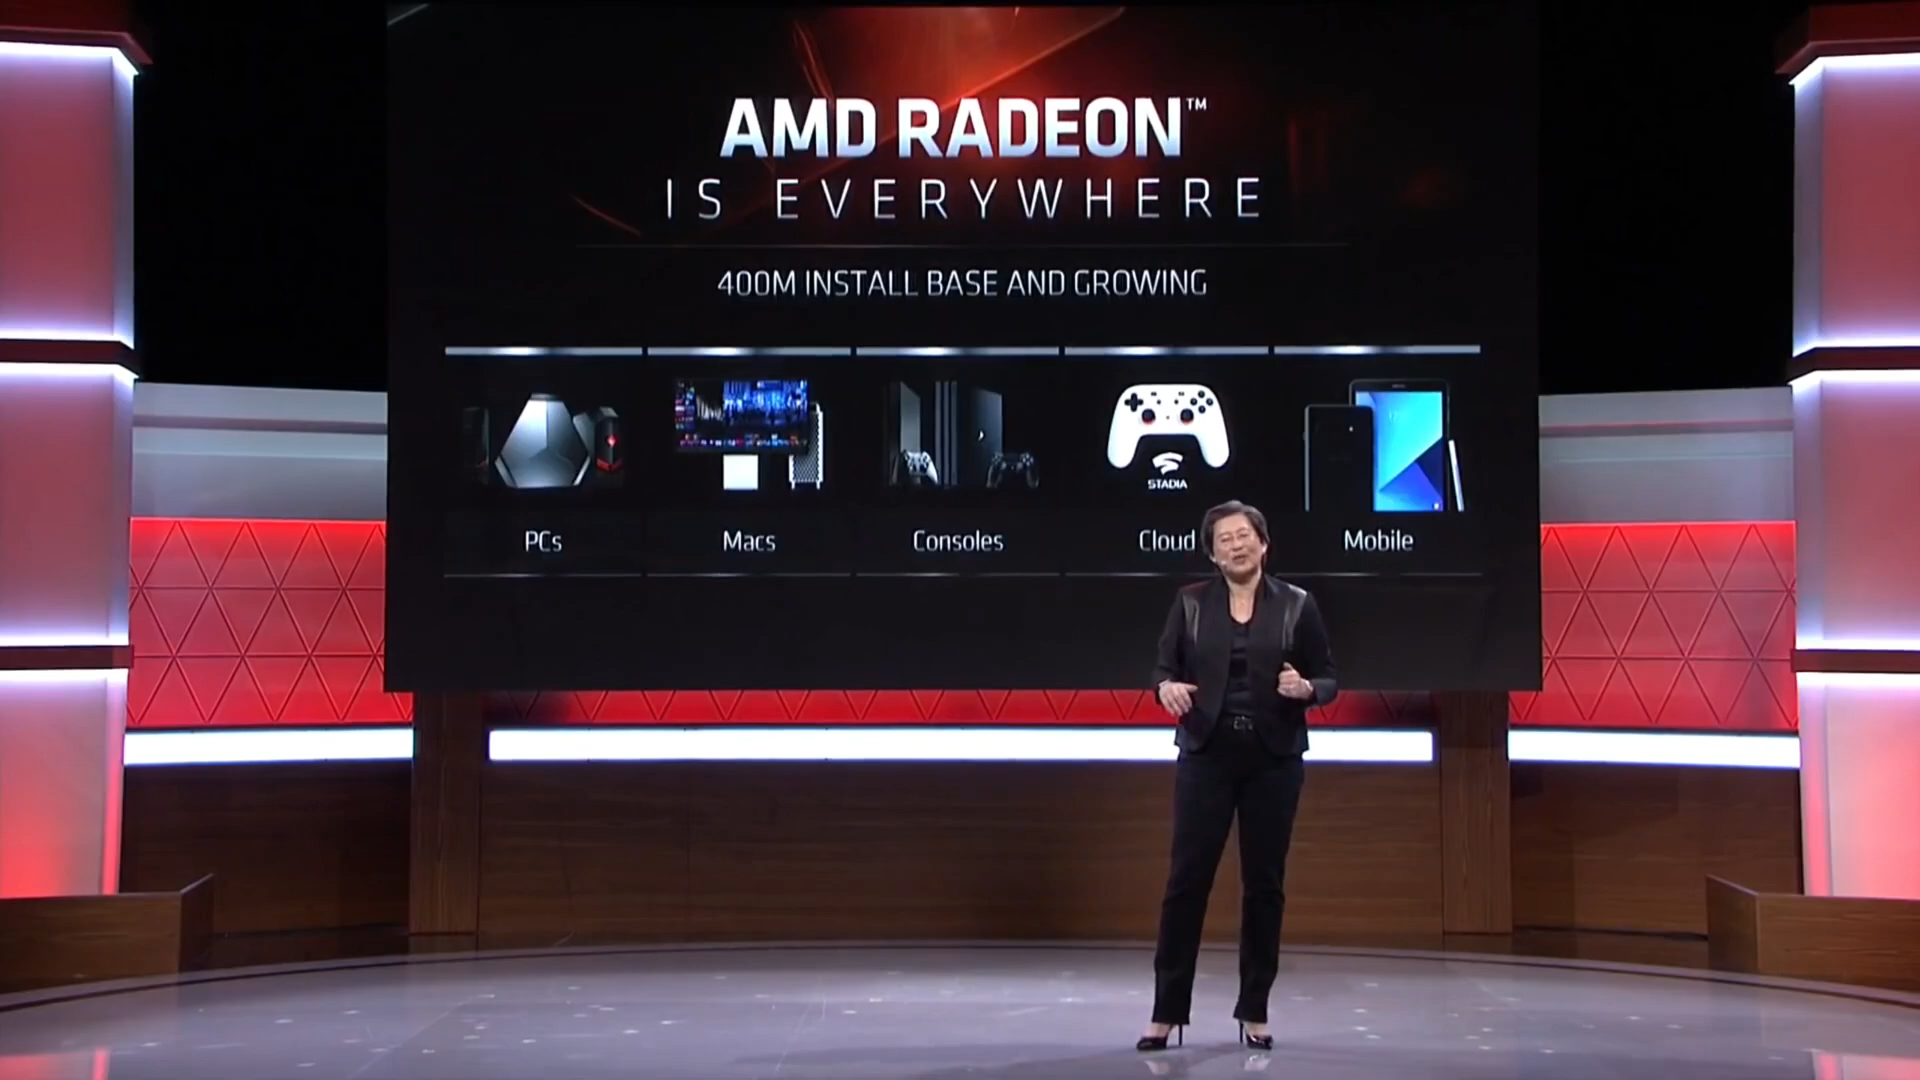 AMD RADEON™
IS EVERYWHERE
400M INSTALL BASE AND GROWING
STADIA
PCs
Macs
Consoles
Cloud
Mobile